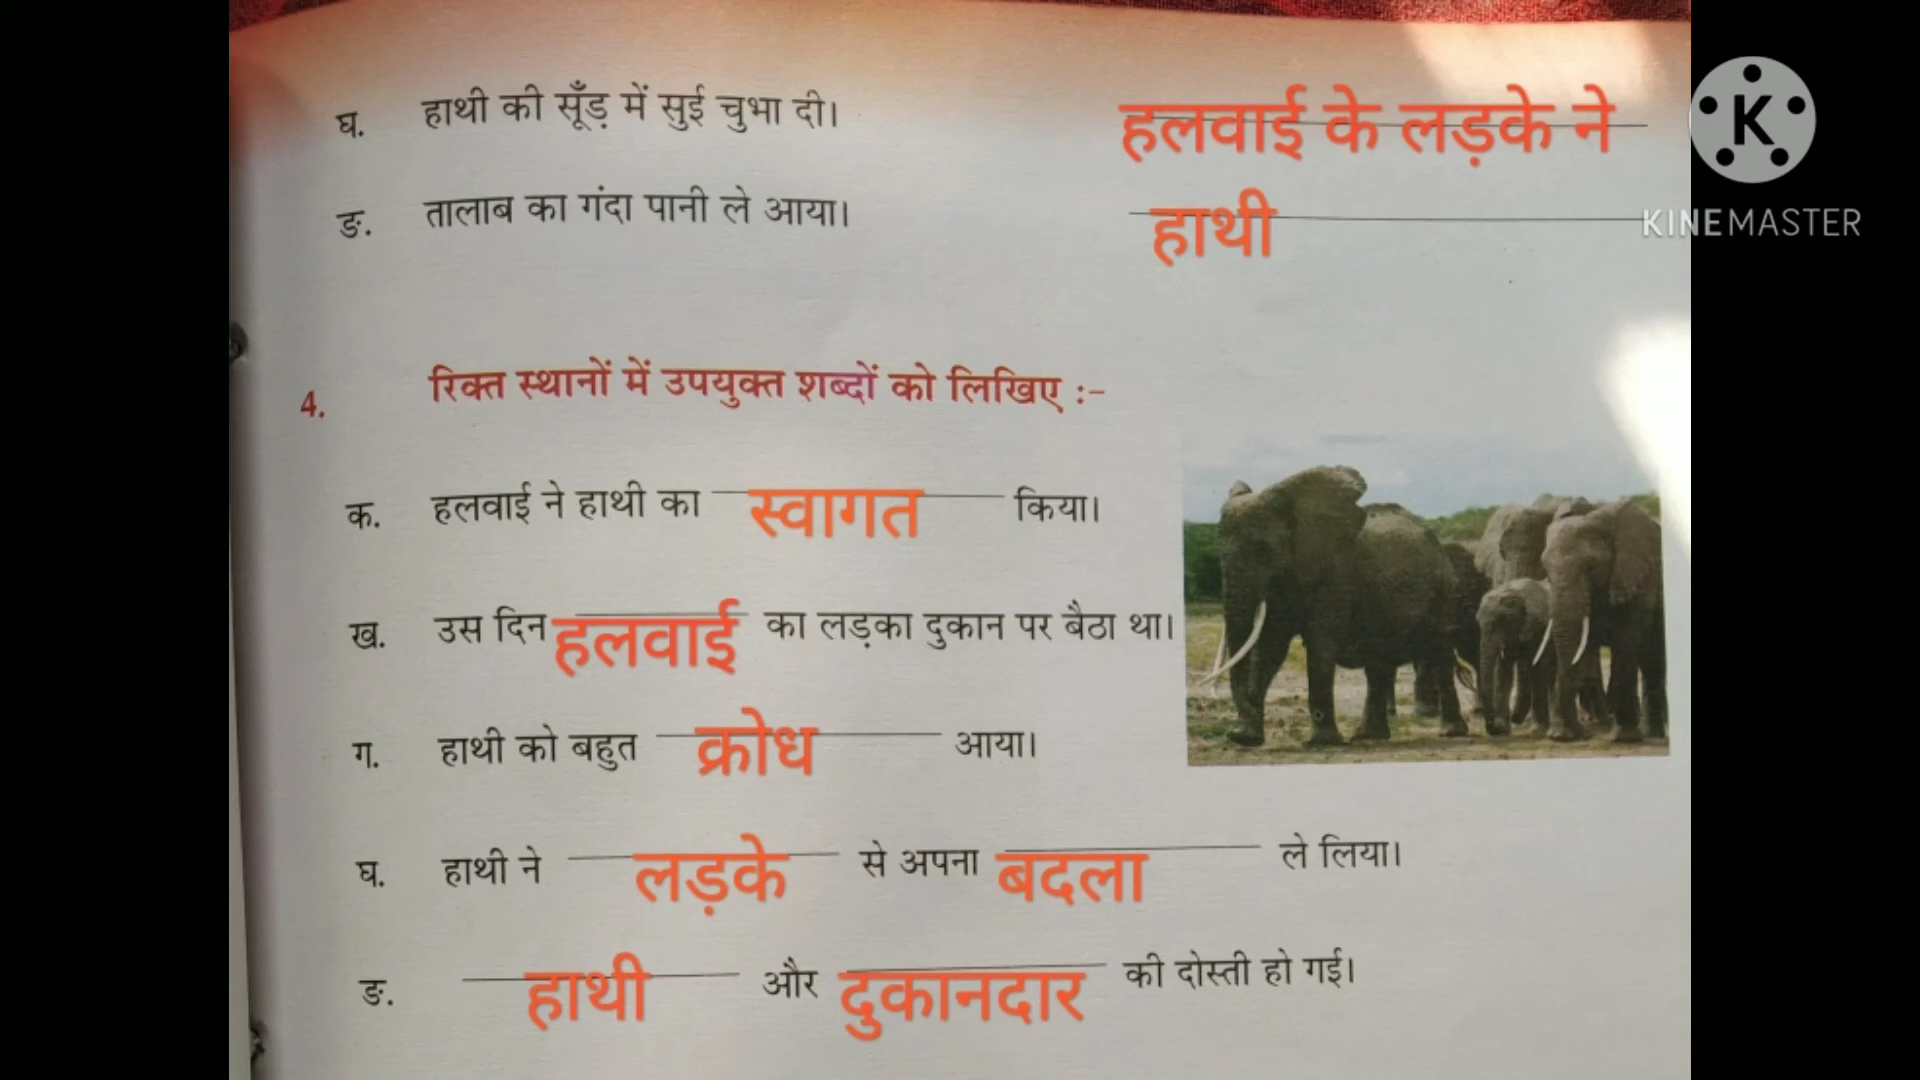 घ. हाथी की सूँड़ में सुई चुभा दी। हलवाई के लड़के ने
ङ. तालाब का गंदा पानी ले आया। हाथी
KINEMASTER
4. रिक्त स्थानों में उपयुक्त शब्दों को लिखिए :-
क. हलवाई ने हाथी का स्वागत किया।
ख. उस दिन हलवाई का लड़का दुकान पर बैठा था।
ग. हाथी को बहुत क्रोध आया।
घ. हाथी ने लड़के से अपना बदला ले लिया।
ङ. हाथी और दुकानदार की दोस्ती हो गई।